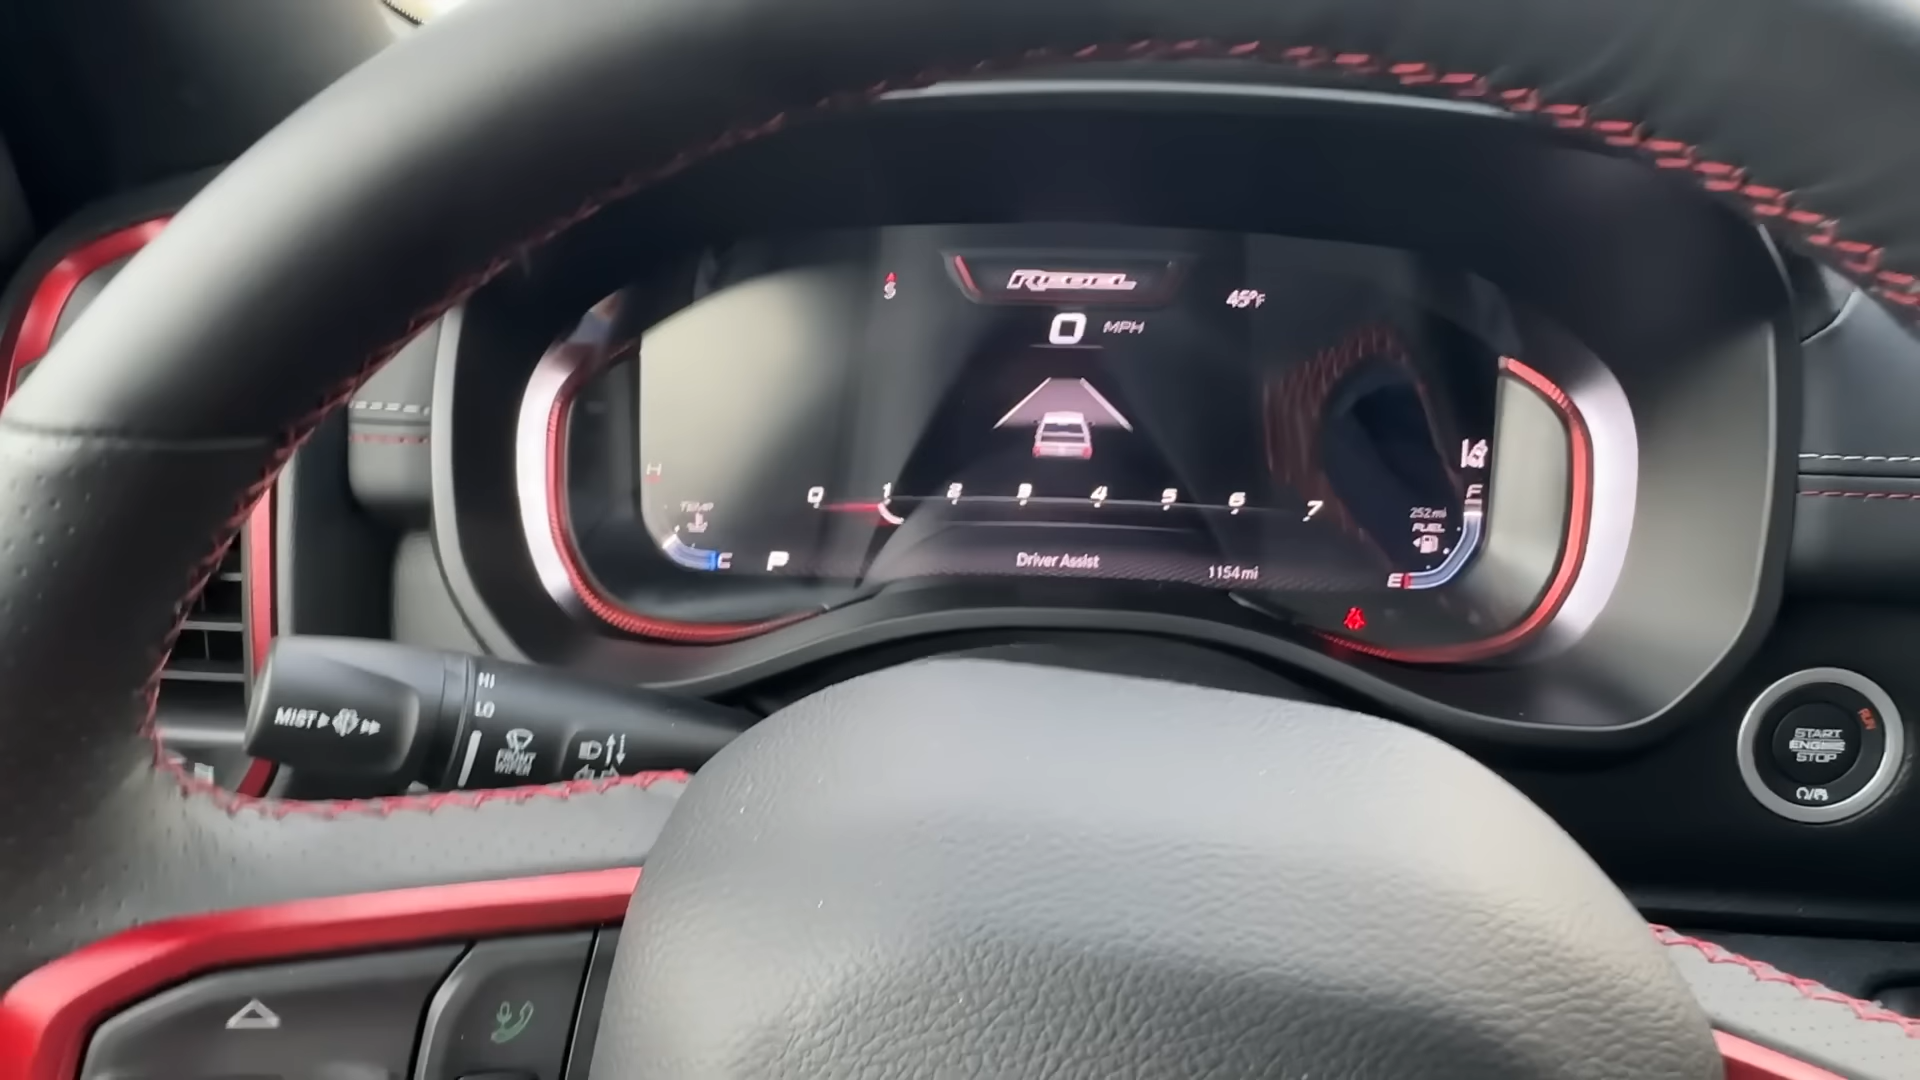 REBEL
S
45°F
0 MPH
H
0 1 2 3 4 5 6 7
F
TEMP
252 mi
FUEL
C
P
Driver Assist
1154 mi
E
HI
LO
MIST
FRONT
WIPER
RUN
START
ENGINE
STOP